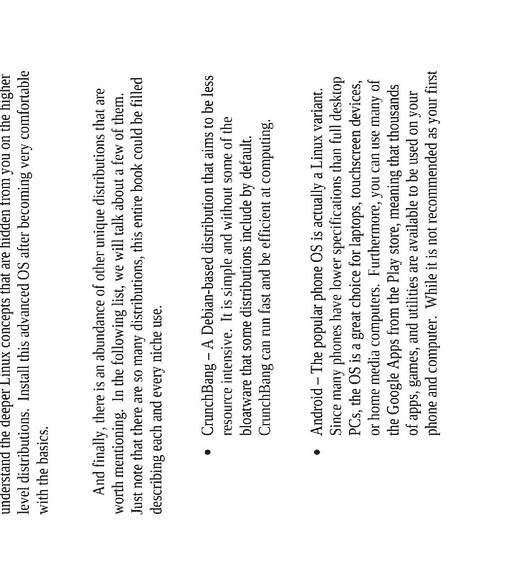 understand the deeper Linux concepts that are hidden from you on the higher
level distributions.  Install this advanced OS after becoming very comfortable
with the basics.
And finally, there is an abundance of other unique distributions that are
worth mentioning.  In the following list, we will talk about a few of them.
Just note that there are so many distributions, this entire book could be filled
describing each and every niche use.
• CrunchBang – A Debian-based distribution that aims to be less
resource intensive.  It is simple and without some of the
bloatware that some distributions include by default.
CrunchBang can run fast and be efficient at computing.
• Android – The popular phone OS is actually a Linux variant.
Since many phones have lower specifications than full desktop
PCs, the OS is a great choice for laptops, touchscreen devices,
or home media computers.  Furthermore, you can use many of
the Google Apps from the Play store, meaning that thousands
of apps, games, and utilities are available to be used on your
phone and computer.  While it is not recommended as your first